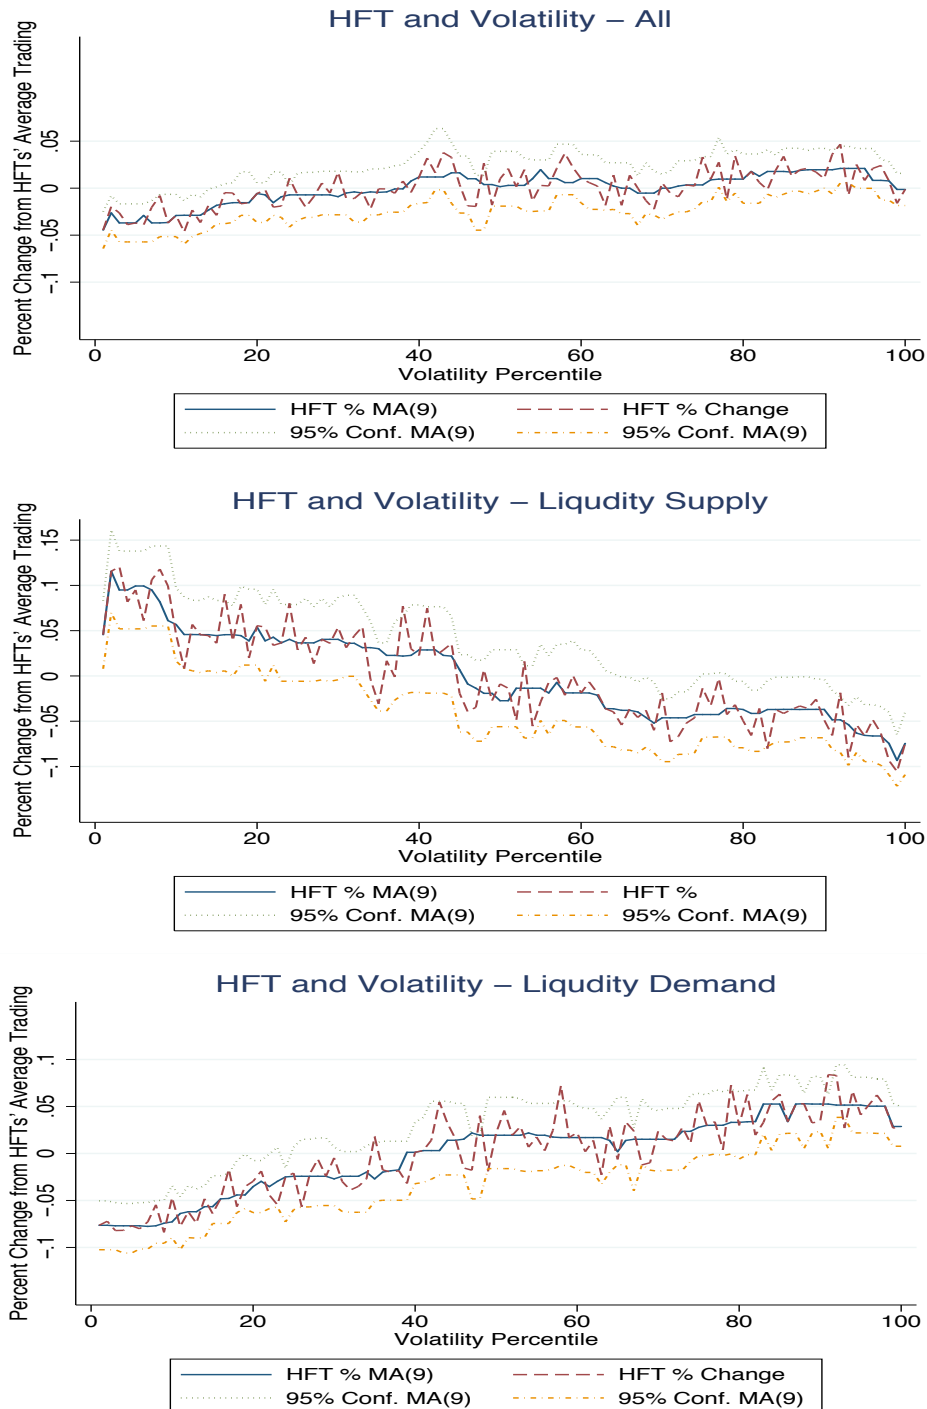 HFT and Volatility – All
Percent Change from HFTs' Average Trading
.05
0
-.05
-.1
0 20 40 60 80 100
Volatility Percentile
HFT % MA(9) HFT % Change
95% Conf. MA(9) 95% Conf. MA(9)
HFT and Volatility – Liqudity Supply
Percent Change from HFTs' Average Trading
.15
.1
.05
0
-.05
-.1
0 20 40 60 80 100
Volatility Percentile
HFT % MA(9) HFT %
95% Conf. MA(9) 95% Conf. MA(9)
HFT and Volatility – Liqudity Demand
Percent Change from HFTs' Average Trading
.1
.05
0
-.05
-.1
0 20 40 60 80 100
Volatility Percentile
HFT % MA(9) HFT % Change
95% Conf. MA(9) 95% Conf. MA(9)